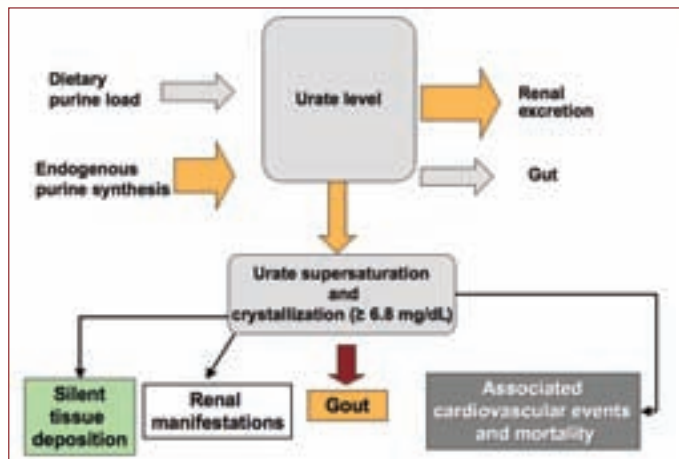 Dietary
purine load
Urate level
Renal
excretion
Endogenous
purine synthesis
Gut
Urate supersaturation
and
crystallization (≥ 6.8 mg/dL)
Silent
tissue
deposition
Renal
manifestations
Gout
Associated
cardiovascular events
and mortality